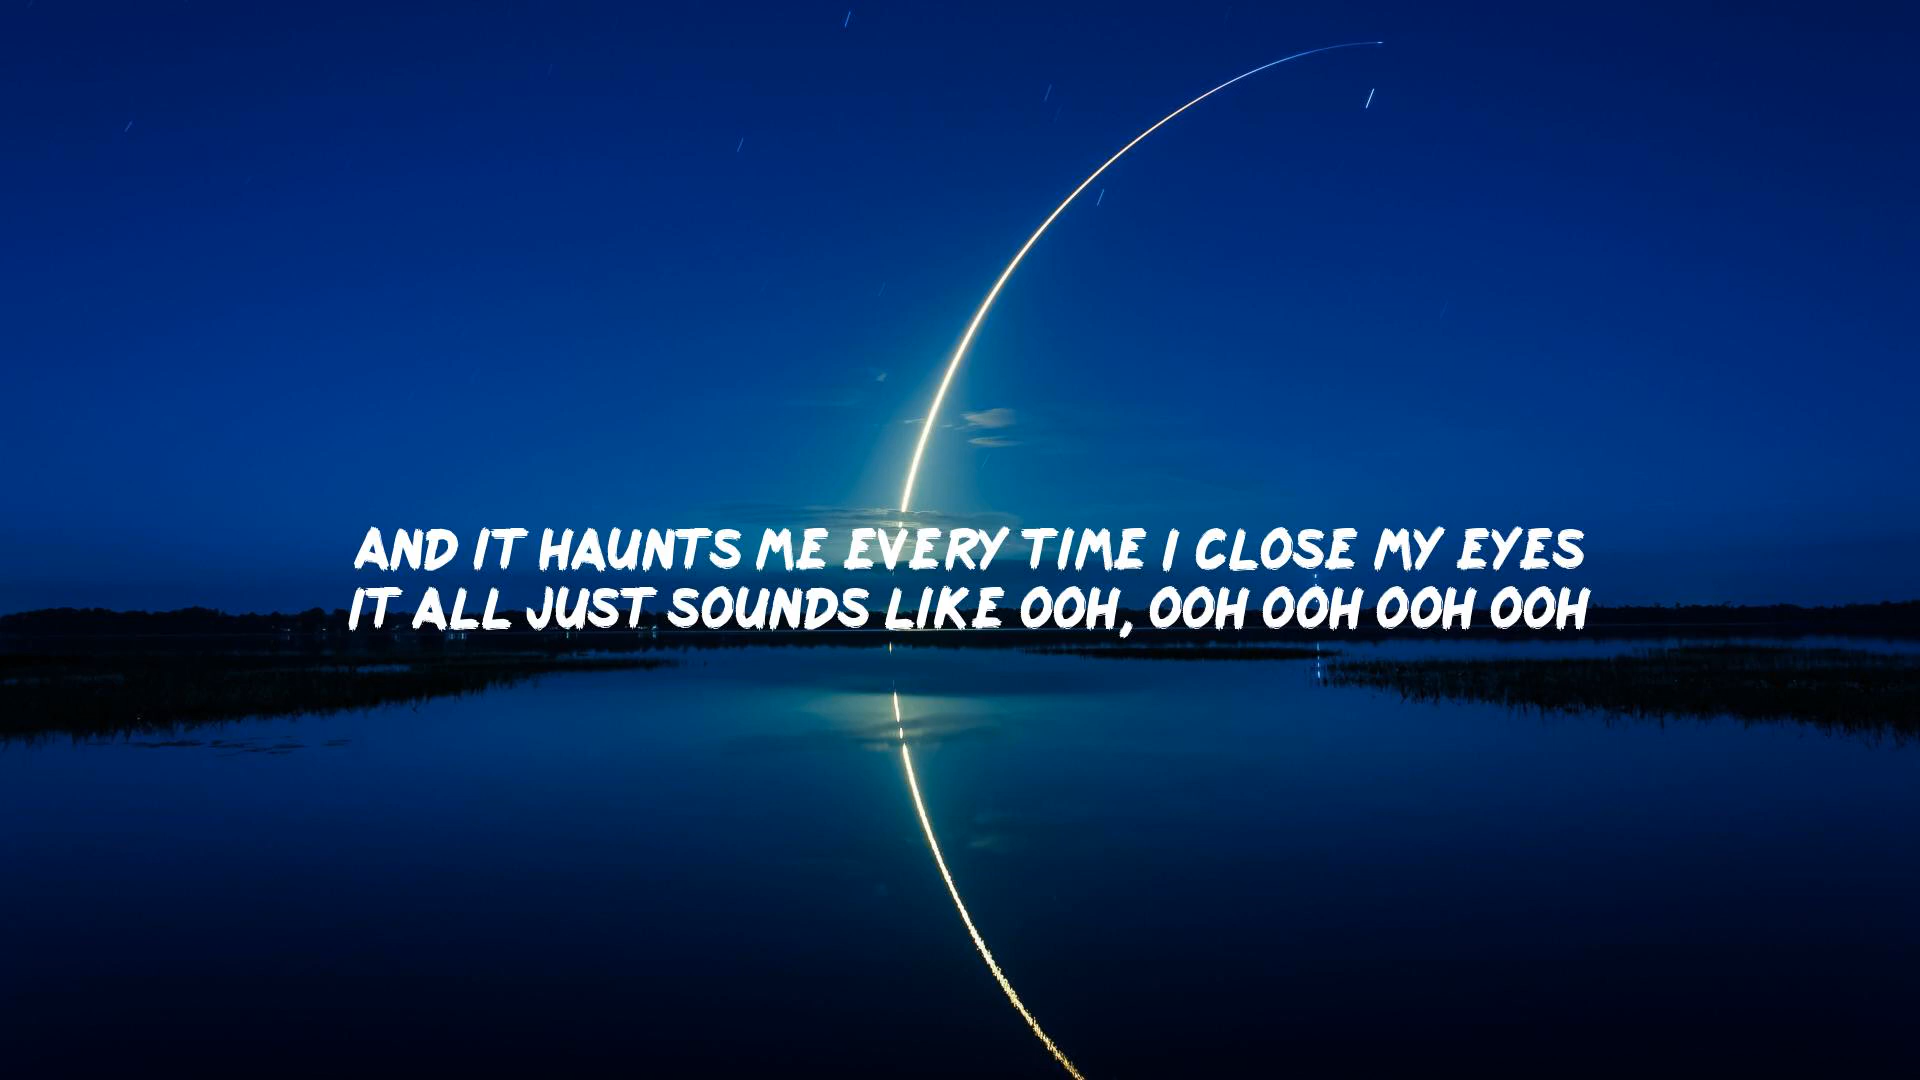 AND IT HAUNTS ME EVERY TIME I CLOSE MY EYES
IT ALL JUST SOUNDS LIKE OOH, OOH OOH OOH OOH